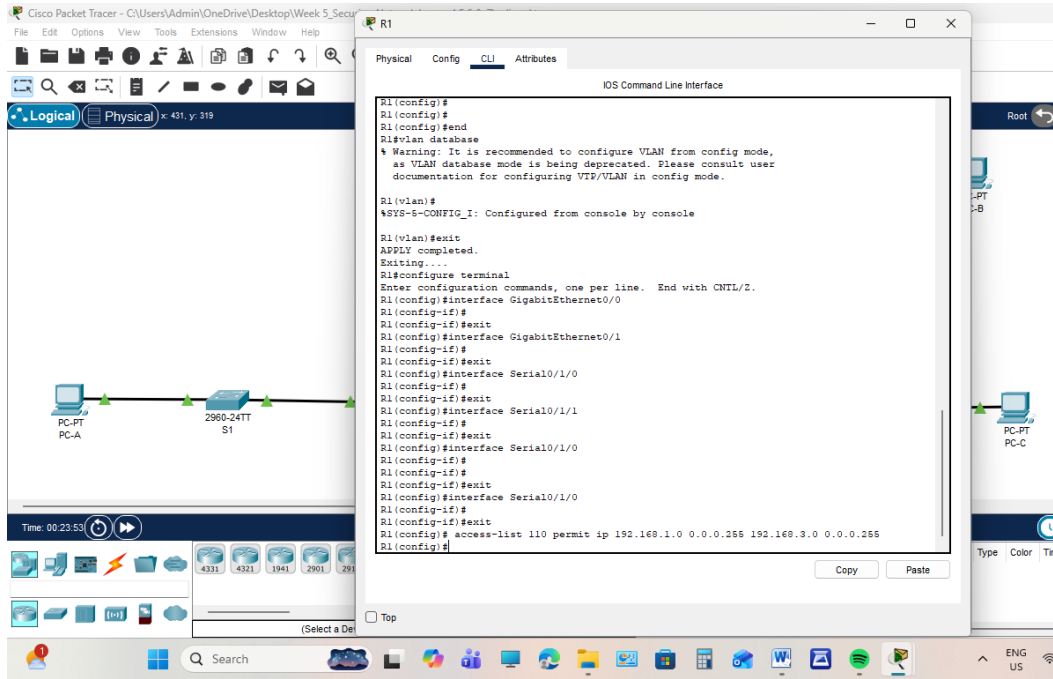 Cisco Packet Tracer - C:\Users\Admin\OneDrive\Desktop\Week 5_Secu
File Edit Options View Tools Extensions Window Help
Logical Physical x: 431, y: 319
Root
PC-PT
PC-A
2960-24TT
S1
-PT
-B
PC-PT
PC-C
Time: 00:23:53
4331 4321 1941 2901 291
(Select a De
Type Color Tir
R1
Physical Config CLI Attributes
IOS Command Line Interface
R1(config)#
R1(config)#
R1(config)#end
R1#vlan database
% Warning: It is recommended to configure VLAN from config mode,
as VLAN database mode is being deprecated. Please consult user
documentation for configuring VTP/VLAN in config mode.
R1(vlan)#
%SYS-5-CONFIG_I: Configured from console by console
R1(vlan)#exit
APPLY completed.
Exiting....
R1#configure terminal
Enter configuration commands, one per line. End with CNTL/Z.
R1(config)#interface GigabitEthernet0/0
R1(config-if)#
R1(config-if)#exit
R1(config)#interface GigabitEthernet0/1
R1(config-if)#
R1(config-if)#exit
R1(config)#interface Serial0/1/0
R1(config-if)#
R1(config-if)#exit
R1(config)#interface Serial0/1/1
R1(config-if)#
R1(config-if)#exit
R1(config)#interface Serial0/1/0
R1(config-if)#
R1(config-if)#
R1(config-if)#exit
R1(config)#interface Serial0/1/0
R1(config-if)#
R1(config-if)#exit
R1(config)# access-list 110 permit ip 192.168.1.0 0.0.0.255 192.168.3.0 0.0.0.255
R1(config)#
Copy Paste
Top
1
Search
ENG
US